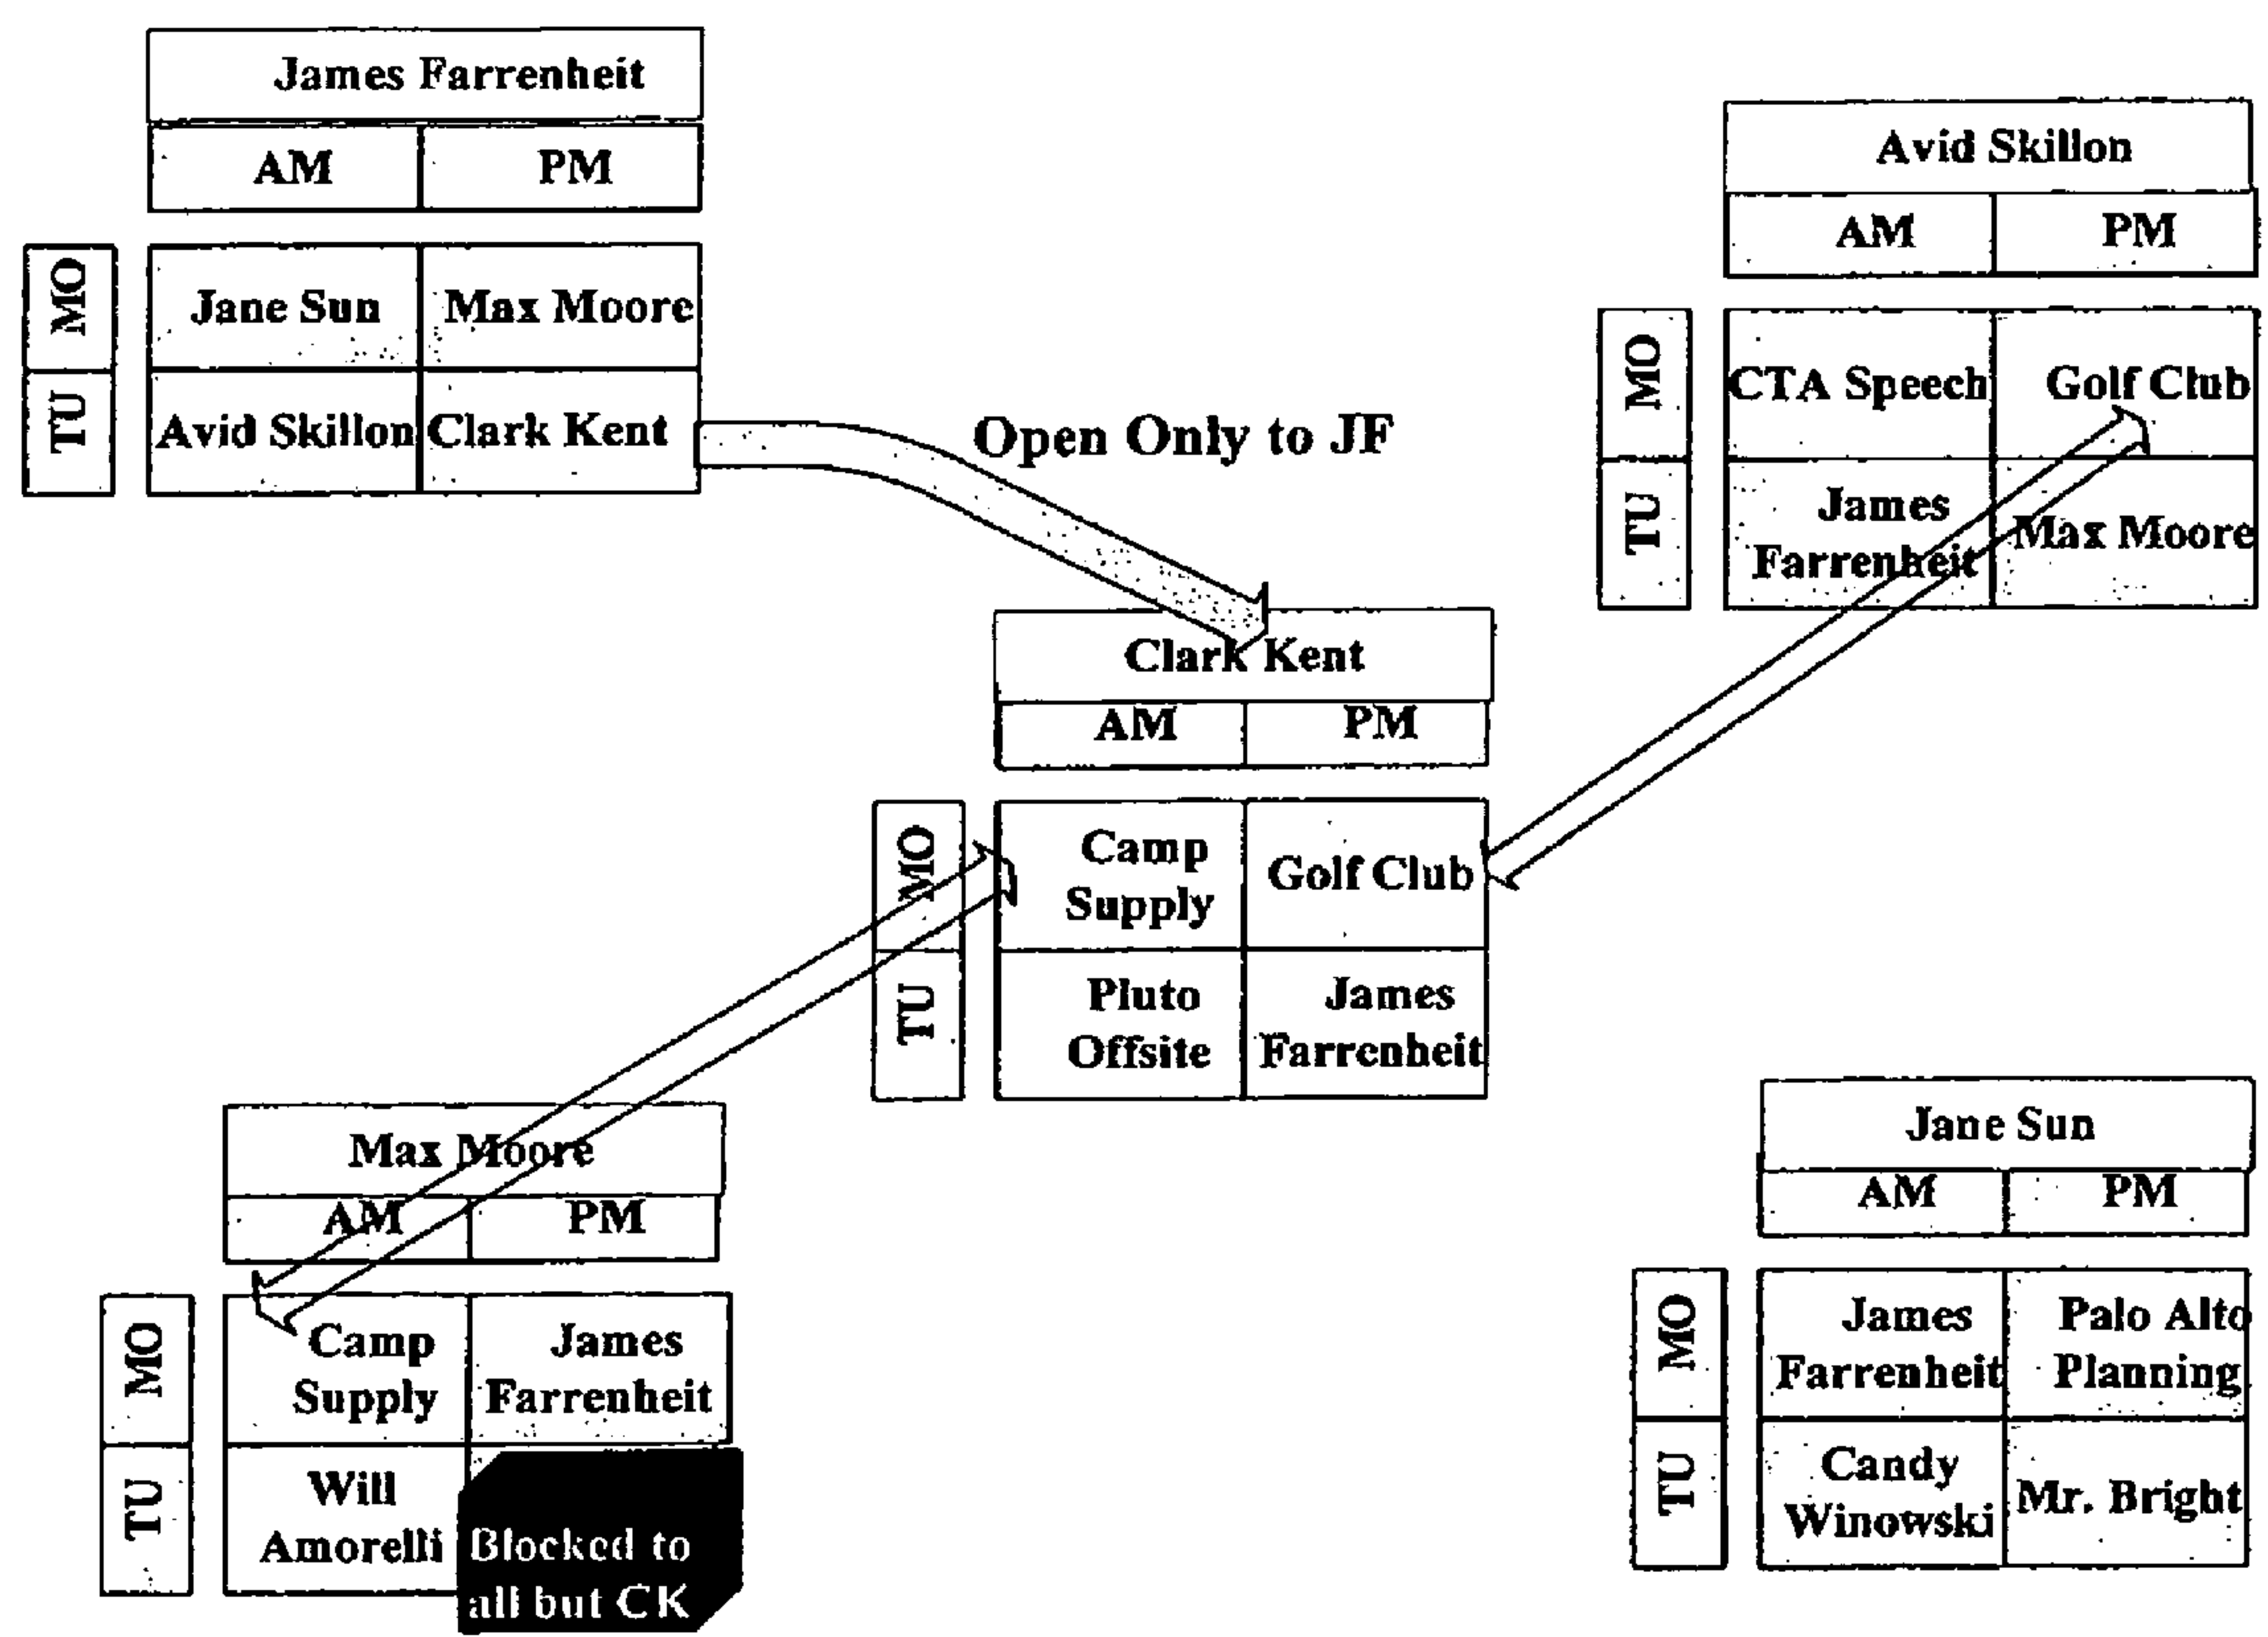 James Farrenheit
AM PM
MO
Jane Sun Max Moore
TU
Avid Skillon Clark Kent
Open Only to JF
Avid Skillon
AM PM
MO
CTA Speech Golf Club
TU
James
Farrenheit
Max Moore
Clark Kent
AM PM
MO
Camp
Supply
Golf Club
TU
Pluto
Offsite
James
Farrenheit
Max Moore
AM PM
MO
Camp
Supply
James
Farrenheit
TU
Will
Amorelli
Blocked to
all but CK
Jane Sun
AM PM
MO
James
Farrenheit
Palo Alto
Planning
TU
Candy
Winowski
Mr. Bright